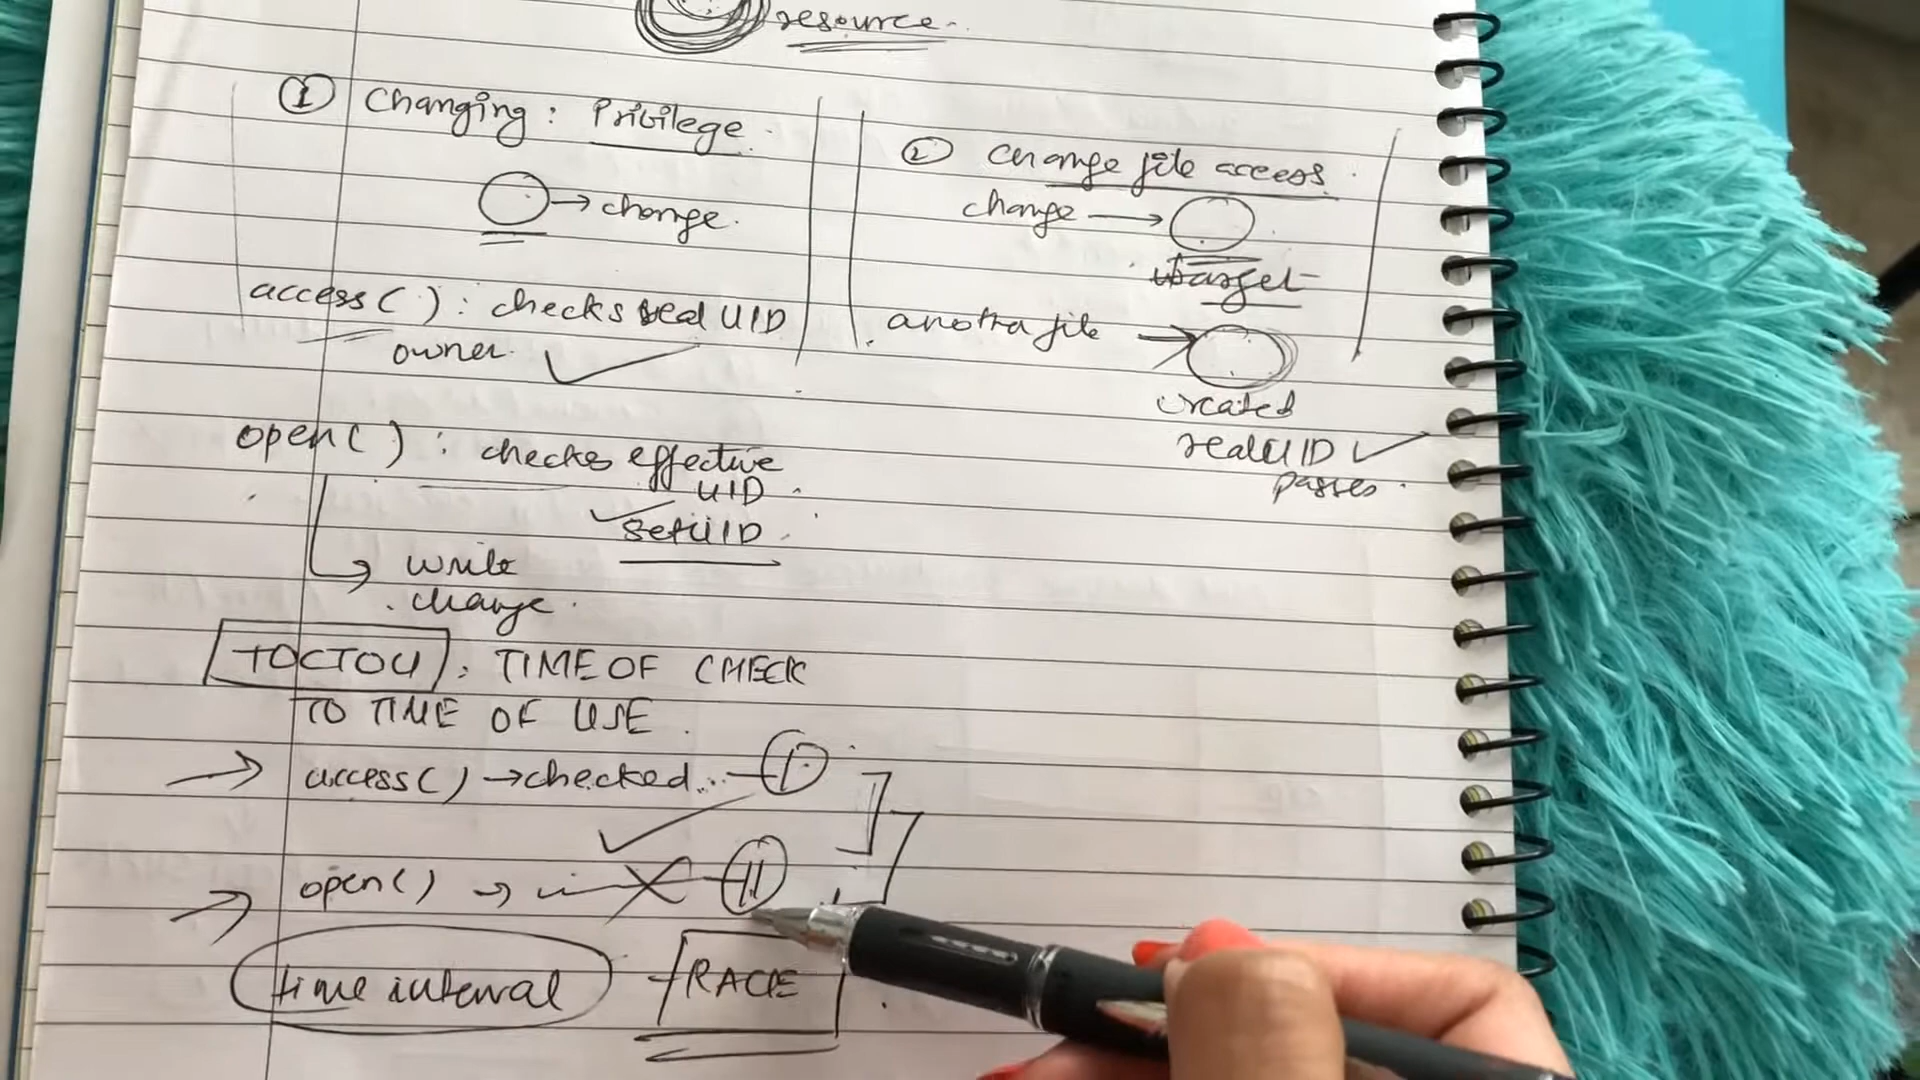 resource.
① Changing: Privilege.
→ change.
access( ) : checks real UID
owner.
② Change file access.
change →
target
another file →
created
real UID ✓
passes.
open( ) : checks effective
UID.
setUID.
write
change.
TOCTOU : TIME OF CHECK
TO TIME OF USE.
access( ) → checked.. - I
open( ) → II
time interval
RACE